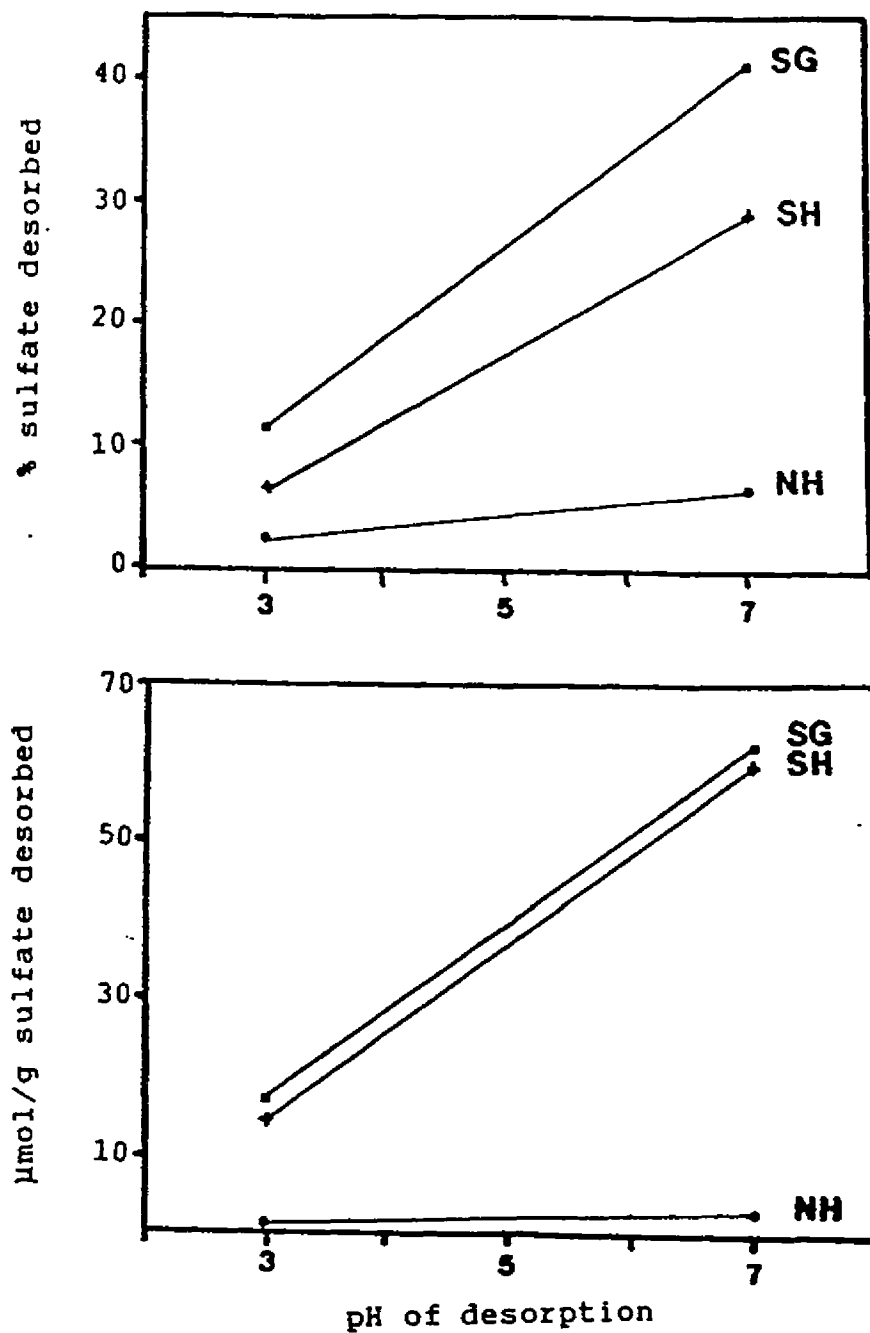 % sulfate desorbed
40
30
20
10
0
SG
SH
NH
3 5 7
µmol/g sulfate desorbed
70
50
30
10
SG
SH
NH
3 5 7
pH of desorption